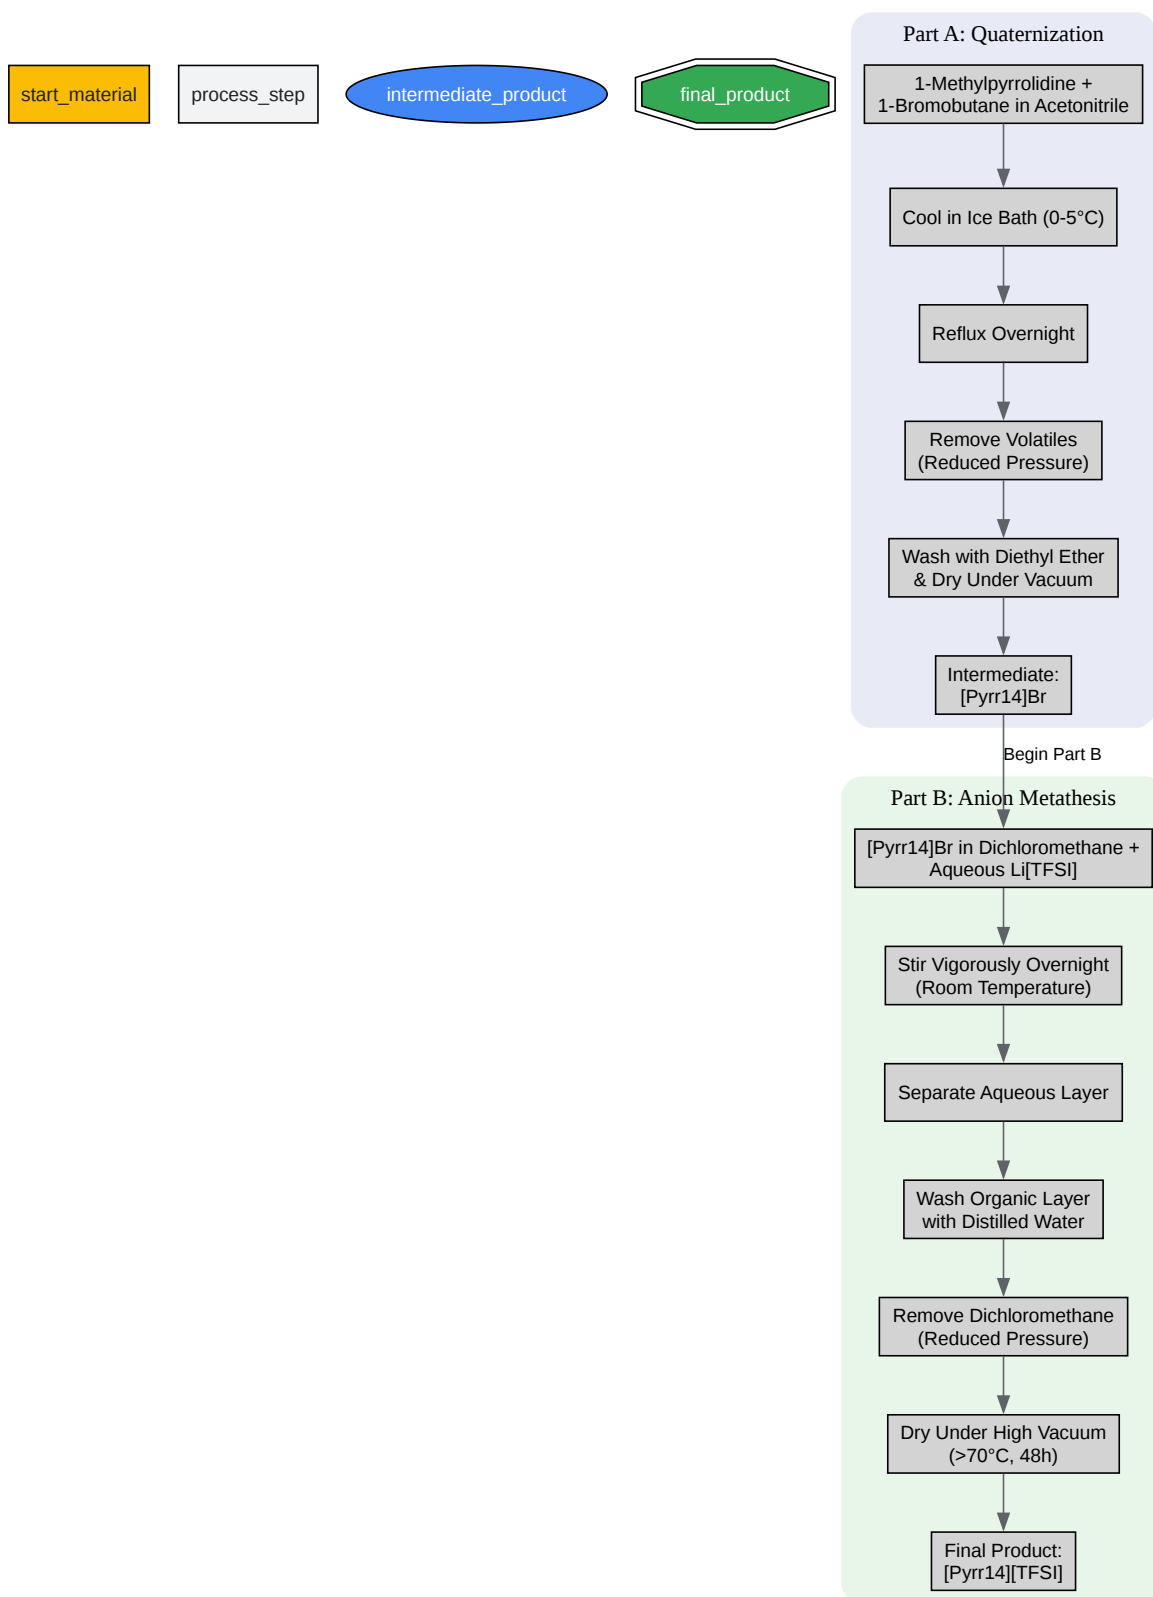 start_material
process_step
intermediate_product
final_product
Part A: Quaternization
1-Methylpyrrolidine +
1-Bromobutane in Acetonitrile
Cool in Ice Bath (0-5°C)
Reflux Overnight
Remove Volatiles
(Reduced Pressure)
Wash with Diethyl Ether
& Dry Under Vacuum
Intermediate:
[Pyrr14]Br
Begin Part B
Part B: Anion Metathesis
[Pyrr14]Br in Dichloromethane +
Aqueous Li[TFSI]
Stir Vigorously Overnight
(Room Temperature)
Separate Aqueous Layer
Wash Organic Layer
with Distilled Water
Remove Dichloromethane
(Reduced Pressure)
Dry Under High Vacuum
(>70°C, 48h)
Final Product:
[Pyrr14][TFSI]